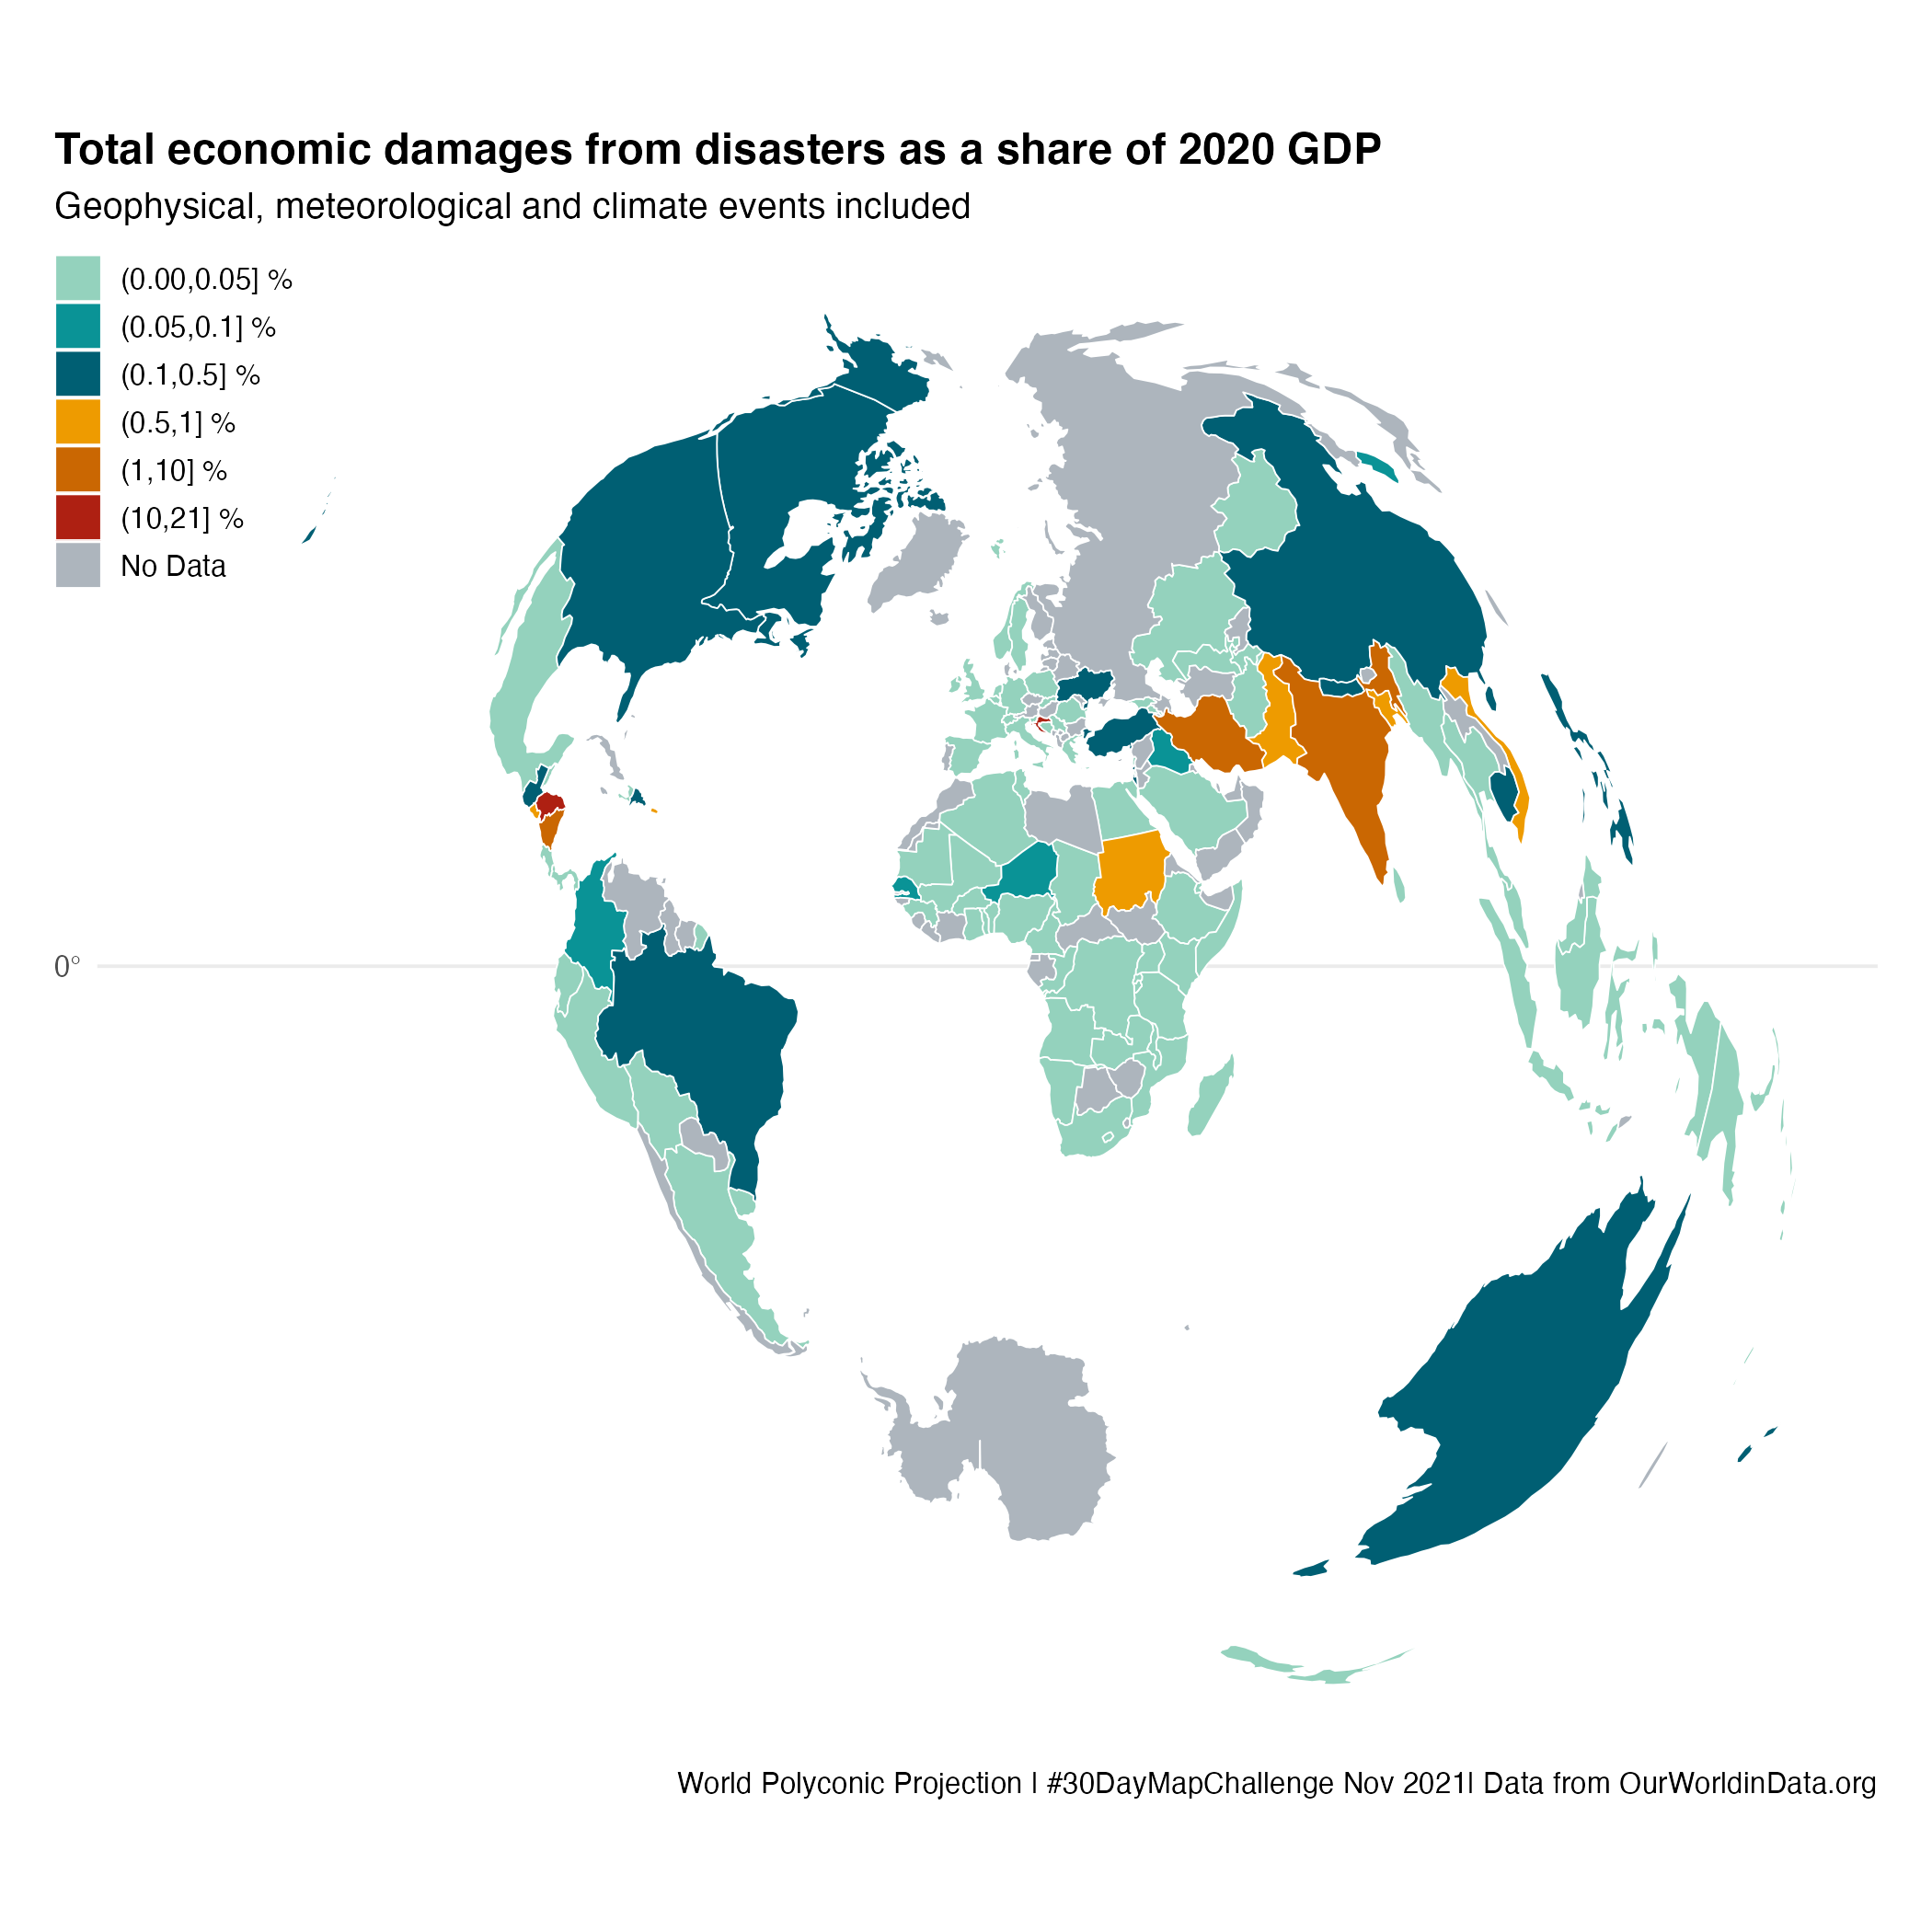 Total economic damages from disasters as a share of 2020 GDP
Geophysical, meteorological and climate events included
(0.00,0.05] %
(0.05,0.1] %
(0.1,0.5] %
(0.5,1] %
(1,10] %
(10,21] %
No Data
0°
World Polyconic Projection | #30DayMapChallenge Nov 2021| Data from OurWorldinData.org